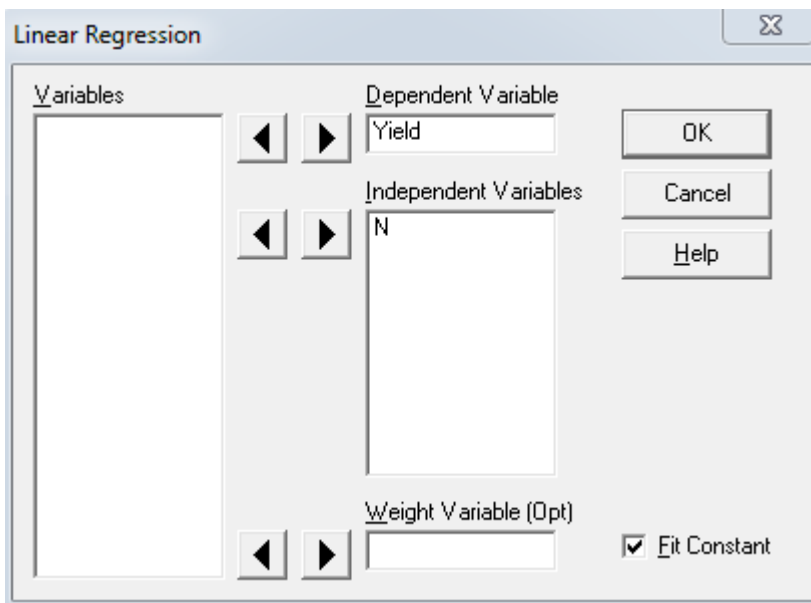 Linear Regression
Variables
Dependent Variable
Yield
OK
Independent Variables
N
Cancel
Help
Weight Variable (Opt)
Fit Constant